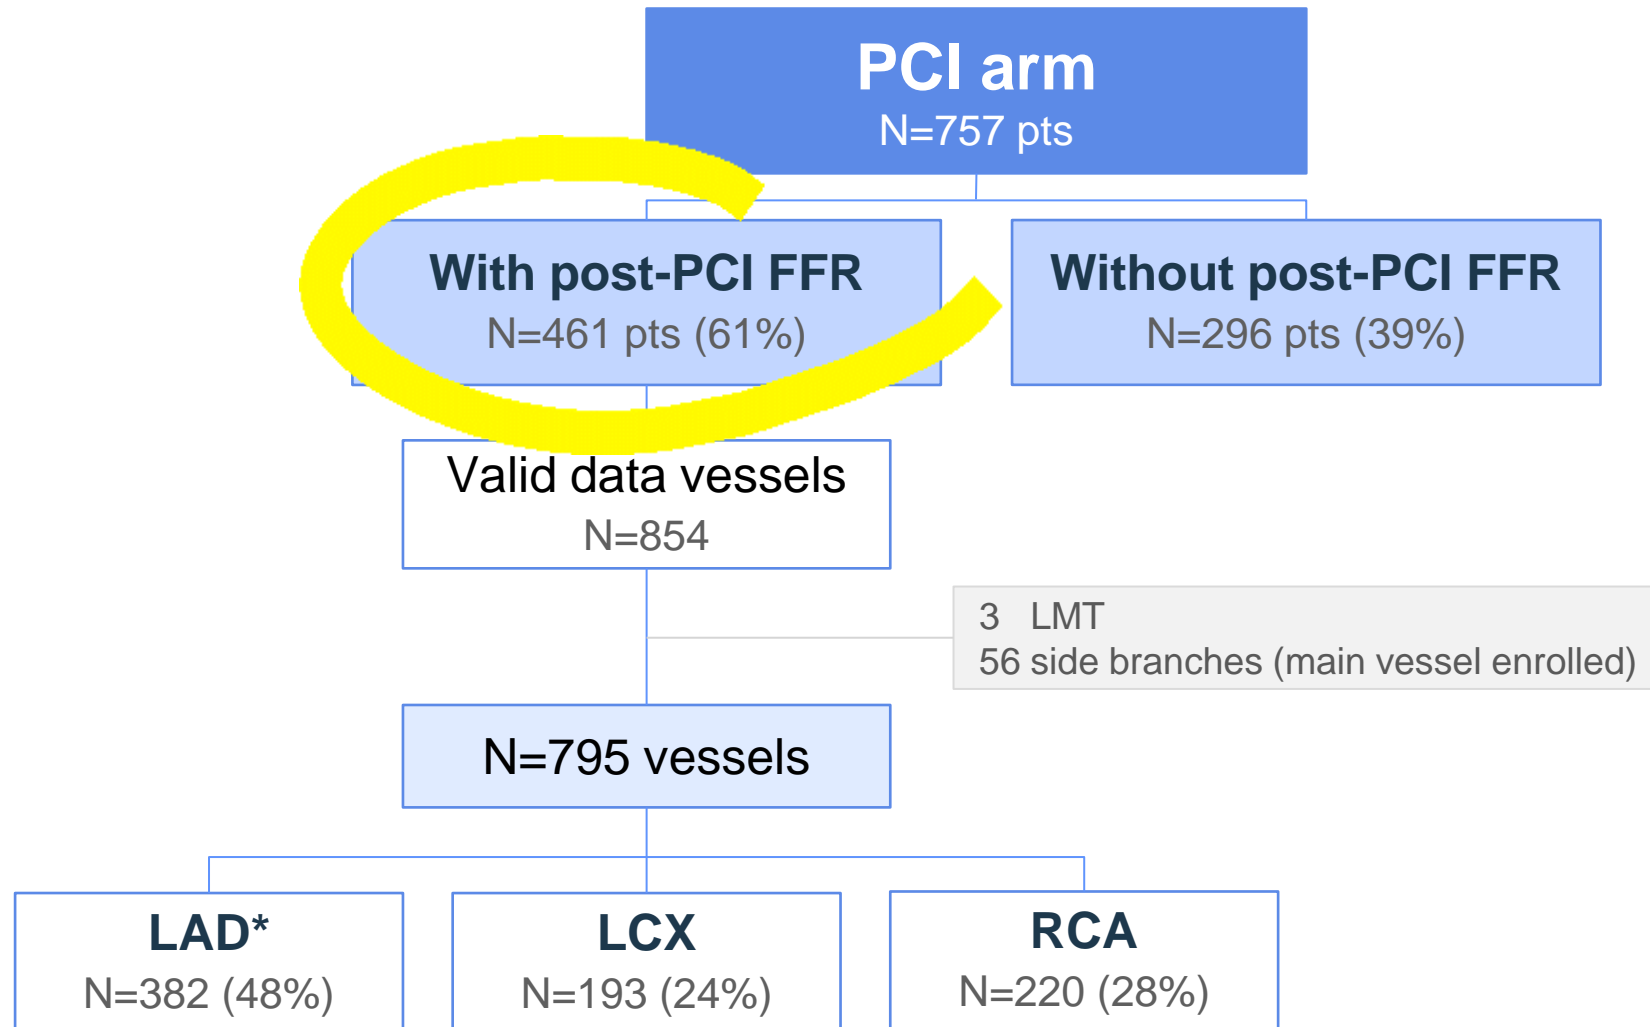 PCI arm
N=757 pts
With post-PCI FFR
N=461 pts (61%)
Without post-PCI FFR
N=296 pts (39%)
Valid data vessels
N=854
3 LMT
56 side branches (main vessel enrolled)
N=795 vessels
LAD*
N=382 (48%)
LCX
N=193 (24%)
RCA
N=220 (28%)